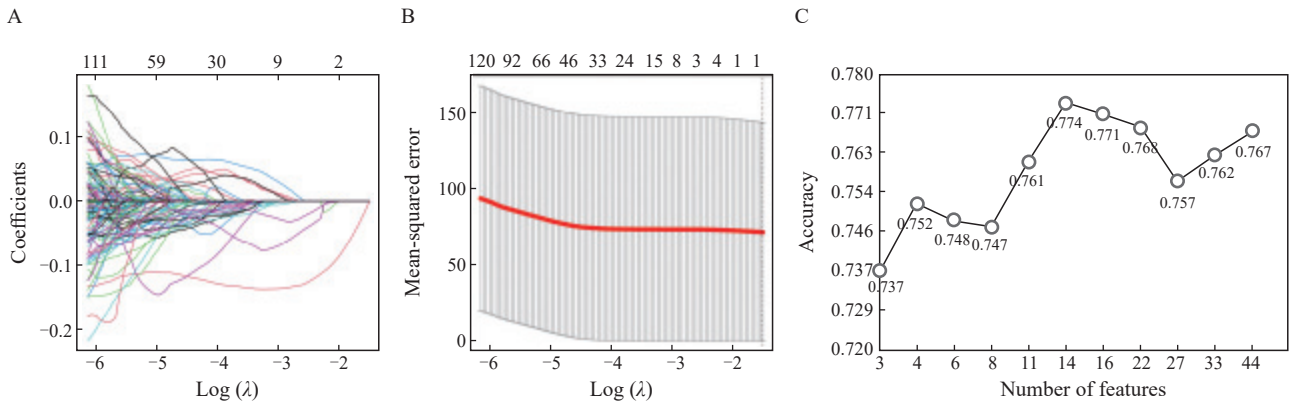 A
111 59 30 9 2
Coefficients
0.1
0.0
−0.1
−0.2
−6 −5 −4 −3 −2
Log (λ)
B
120 92 66 46 33 24 15 8 3 4 1 1
Mean-squared error
150
100
50
0
−6 −5 −4 −3 −2
Log (λ)
C
Accuracy
0.780
0.771
0.763
0.754
0.746
0.737
0.729
0.720
0.737
0.752
0.748
0.747
0.761
0.774
0.771
0.768
0.757
0.762
0.767
3 4 6 8 11 14 16 22 27 33 44
Number of features